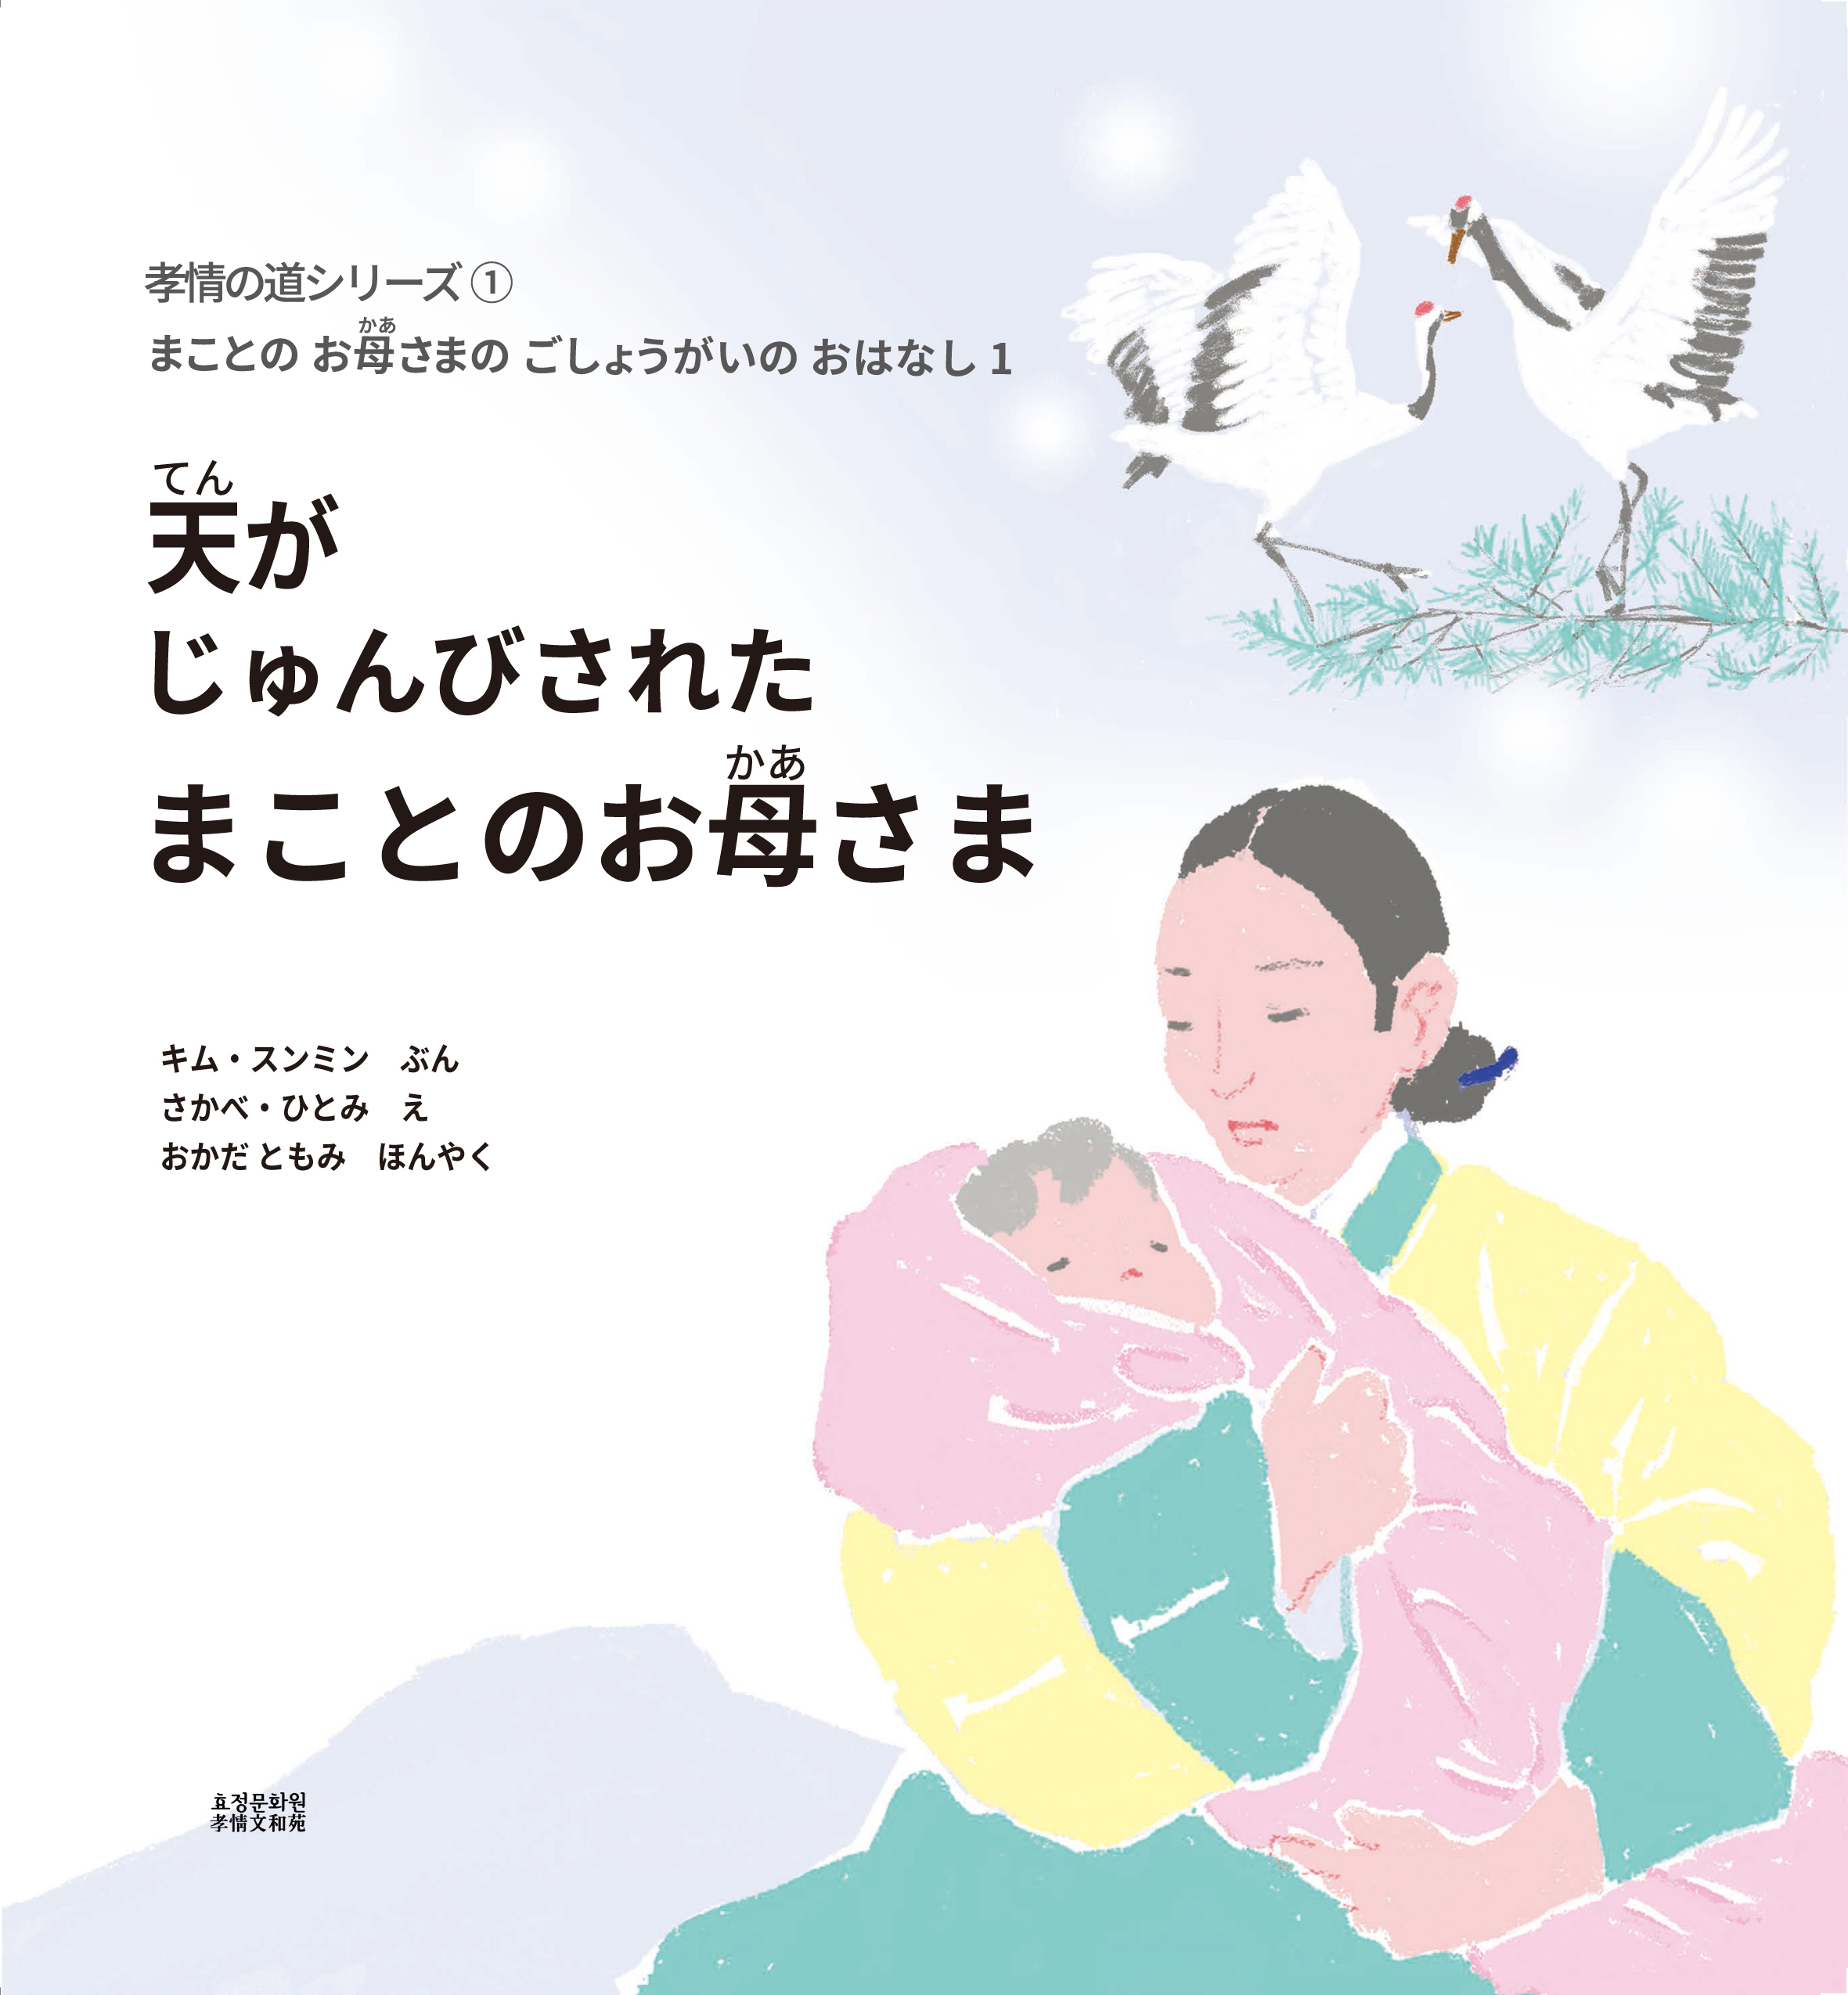 孝情の道シリーズ①
まことの お母さまの ごしょうがいの おはなし 1
かあ
天が
てん
じゅんびされた
まことのお母さま
かあ
キム・スンミン ぶん
さかべ・ひとみ え
おかだ ともみ ほんやく
효정문화원
孝情文和苑